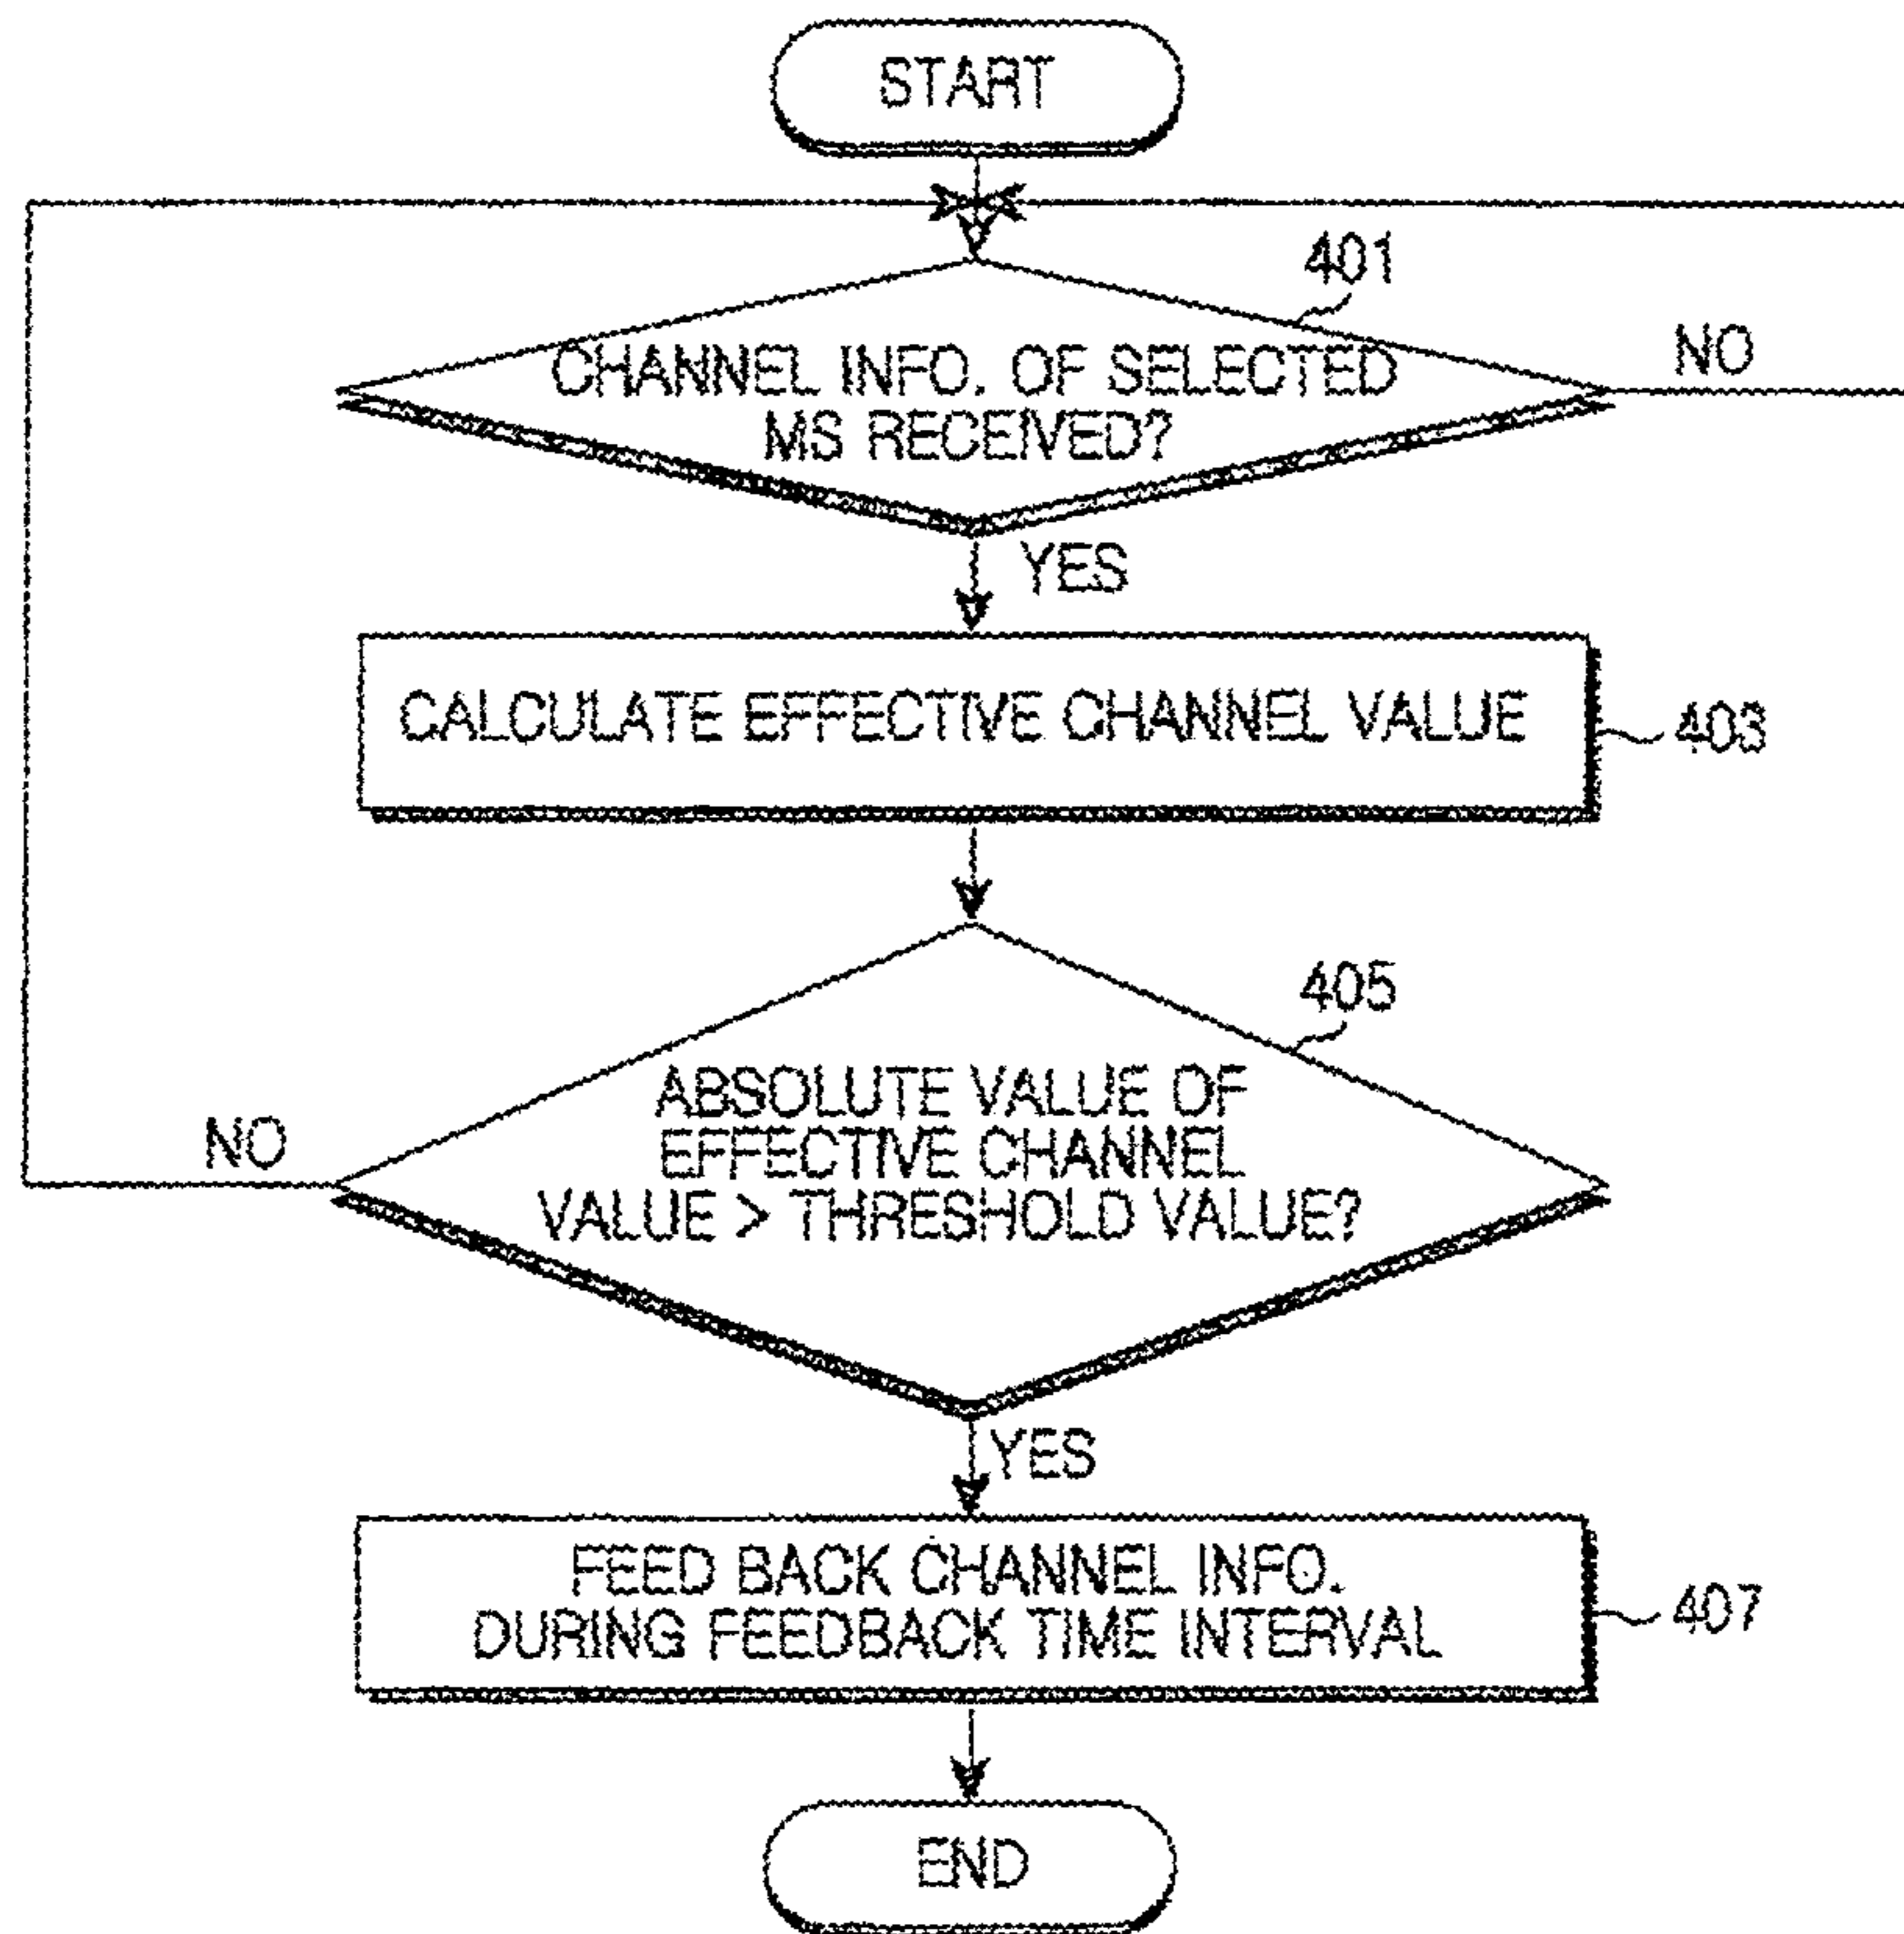 START
401
CHANNEL INFO. OF SELECTED
MS RECEIVED?
NO
YES
CALCULATE EFFECTIVE CHANNEL VALUE
403
405
ABSOLUTE VALUE OF
EFFECTIVE CHANNEL
VALUE > THRESHOLD VALUE?
NO
YES
FEED BACK CHANNEL INFO.
DURING FEEDBACK TIME INTERVAL
407
END